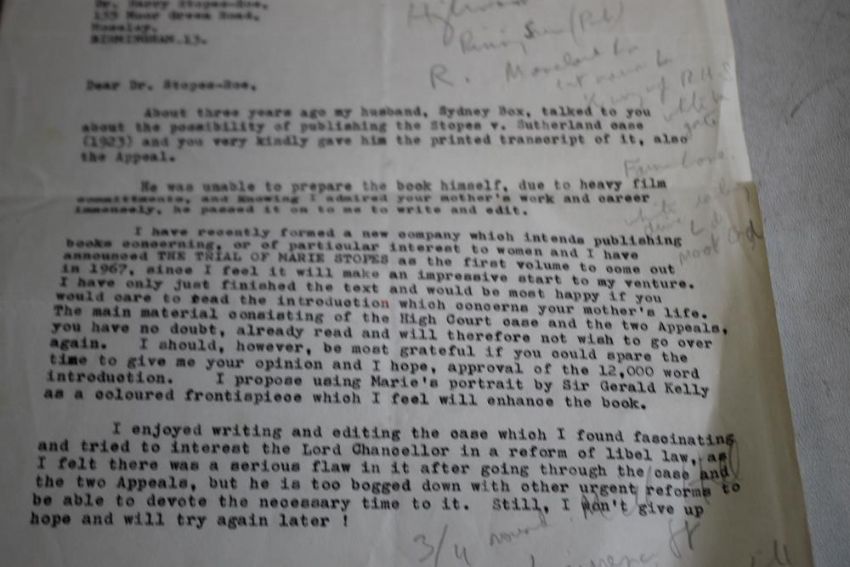 Dr. Harry Stopes-Roe,
Moor Green Road,
Moseley,
BIRMINGHAM.13.
Dear Dr. Stopes-Roe,
About three years ago my husband, Sydney Box, talked to you
about the possibility of publishing the Stopes v. Sutherland case
(1923) and you very kindly gave him the printed transcript of it, also
the Appeal.
He was unable to prepare the book himself, due to heavy film
committments, and knowing I admired your mother's work and career
immensely, he passed it on to me to write and edit.
I have recently formed a new company which intends publishing
books concerning, or of particular interest to women and I have
announced THE TRIAL OF MARIE STOPES as the first volume to come out
in 1967, since I feel it will make an impressive start to my venture.
I have only just finished the text and would be most happy if you
would care to read the introduction which concerns your mother's life.
The main material consisting of the High Court case and the two Appeals,
you have no doubt, already read and will therefore not wish to go over
again. I should, however, be most grateful if you could spare the
time to give me your opinion and I hope, approval of the 12,000 word
introduction. I propose using Marie's portrait by Sir Gerald Kelly
as a coloured frontispiece which I feel will enhance the book.
I enjoyed writing and editing the case which I found fascinating
and tried to interest the Lord Chancellor in a reform of libel law, as
I felt there was a serious flaw in it after going through the case and
the two Appeals, but he is too bogged down with other urgent reforms to
be able to devote the necessary time to it. Still, I won't give up
hope and will try again later !
3/4